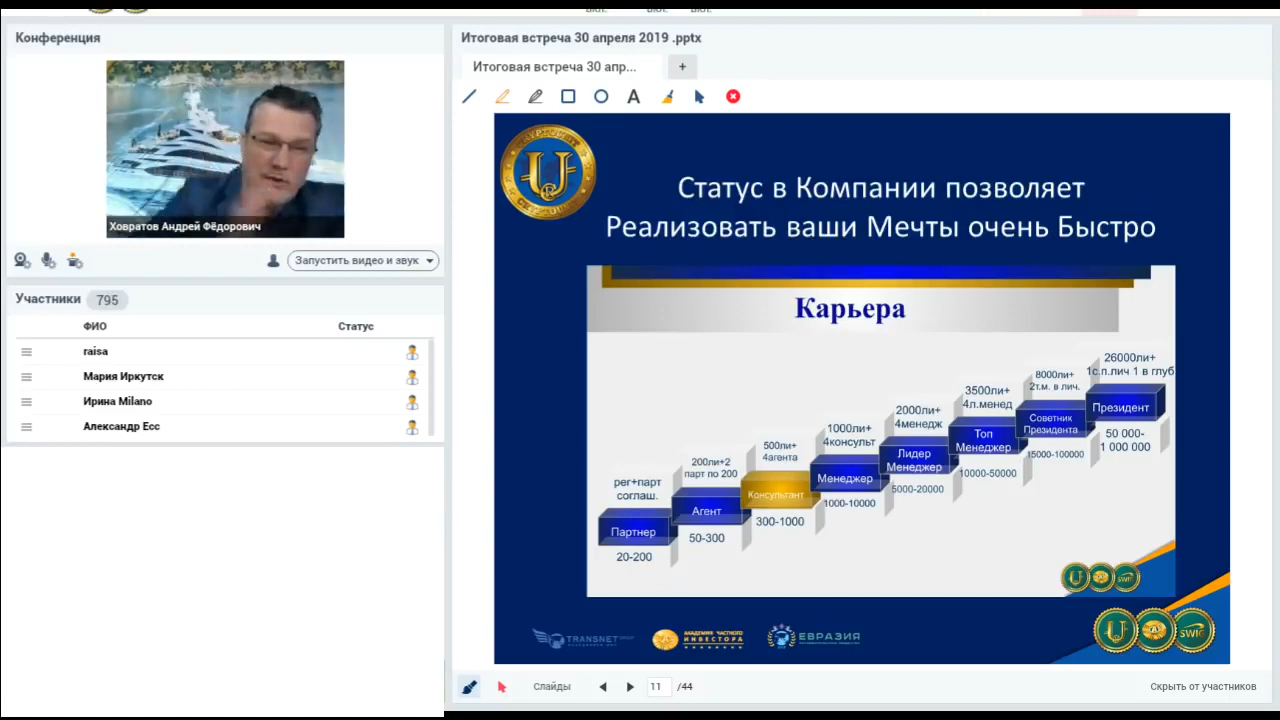 Конференция
Ховратов Андрей Фёдорович
Запустить видео и звук
Участники 795
ФИО Статус
raisa
Мария Иркутск
Ирина Milano
Александр Есс
Итоговая встреча 30 апреля 2019 .pptx
Итоговая встреча 30 апр... +
A
Статус в Компании позволяет
Реализовать ваши Мечты очень Быстро
Карьера
рег+парт
соглаш.
Партнер
20-200
200ли+2
парт по 200
Агент
50-300
500ли+
4агента
Консультант
300-1000
1000ли+
4консульт
Менеджер
1000-10000
2000ли+
4менедж
Лидер
Менеджер
5000-20000
3500ли+
4л.менед
Топ
Менеджер
10000-50000
8000ли+
2т.м. в лич.
Советник
Президента
15000-100000
26000ли+
1с.п.лич 1 в глуб
Президент
50 000-
1 000 000
SWIC
TRANSNET
АКАДЕМИЯ ЧАСТНОГО
ИНВЕСТОРА
ЕВРАЗИЯ
SWIC
Слайды 11 /44 Скрыть от участников